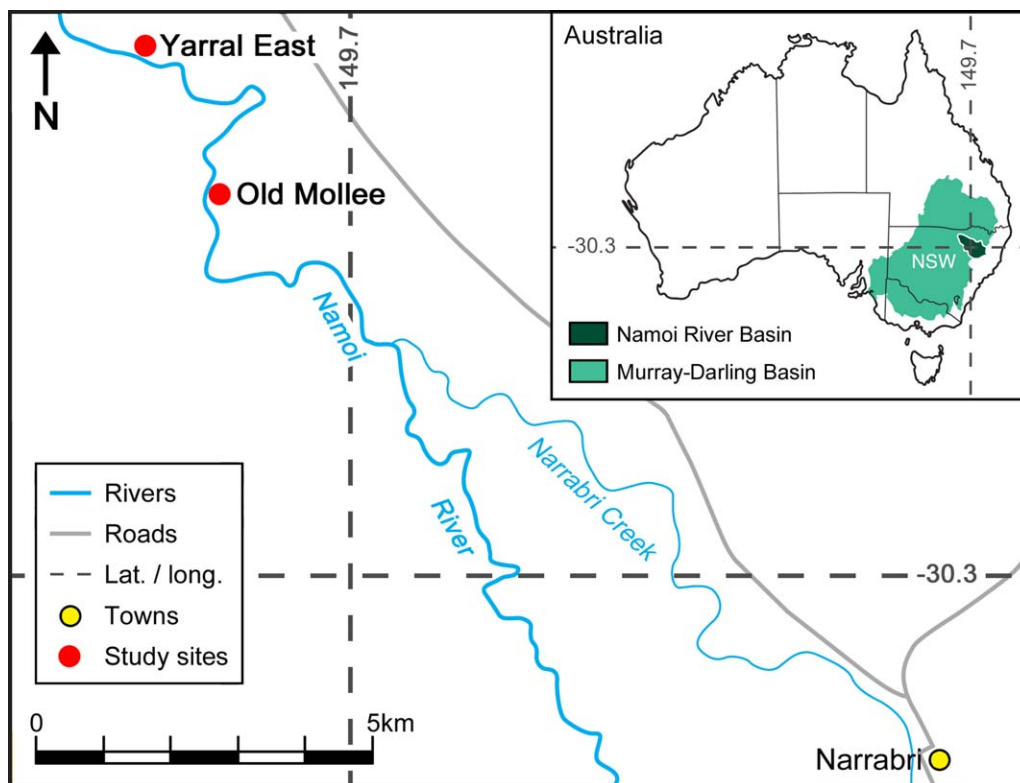 Yarral East
N
149.7
Old Mollee
Namoi
River
Narrabri Creek
-30.3
Narrabri
Rivers
Roads
Lat. / long.
Towns
Study sites
0 5km
Australia
149.7
-30.3
NSW
Namoi River Basin
Murray-Darling Basin